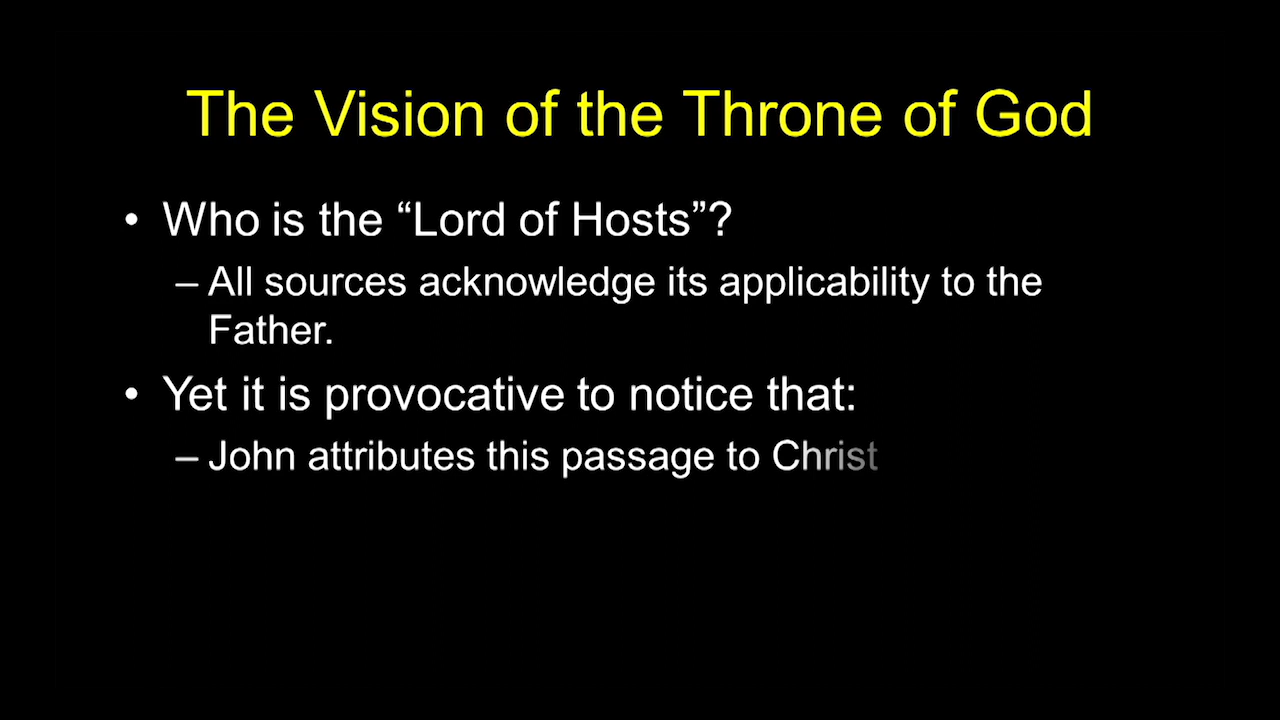 The Vision of the Throne of God
• Who is the “Lord of Hosts”?
– All sources acknowledge its applicability to the
Father.
• Yet it is provocative to notice that:
– John attributes this passage to Christ